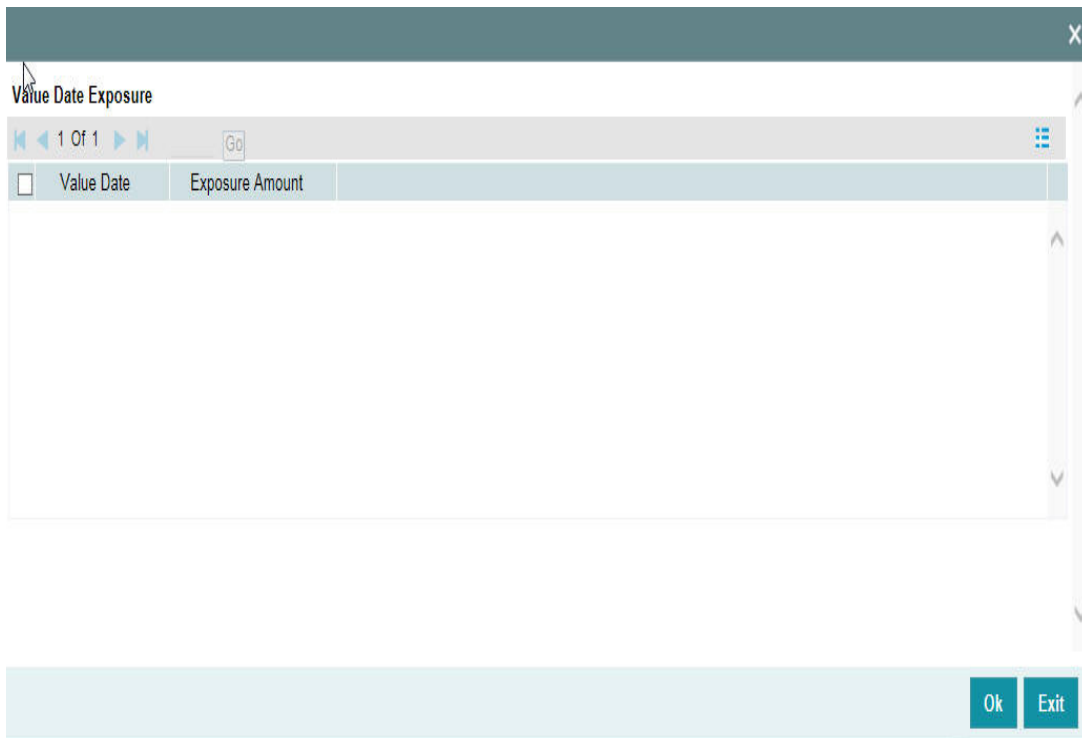 X
Value Date Exposure
1 Of 1 Go
Value Date Exposure Amount
Ok Exit